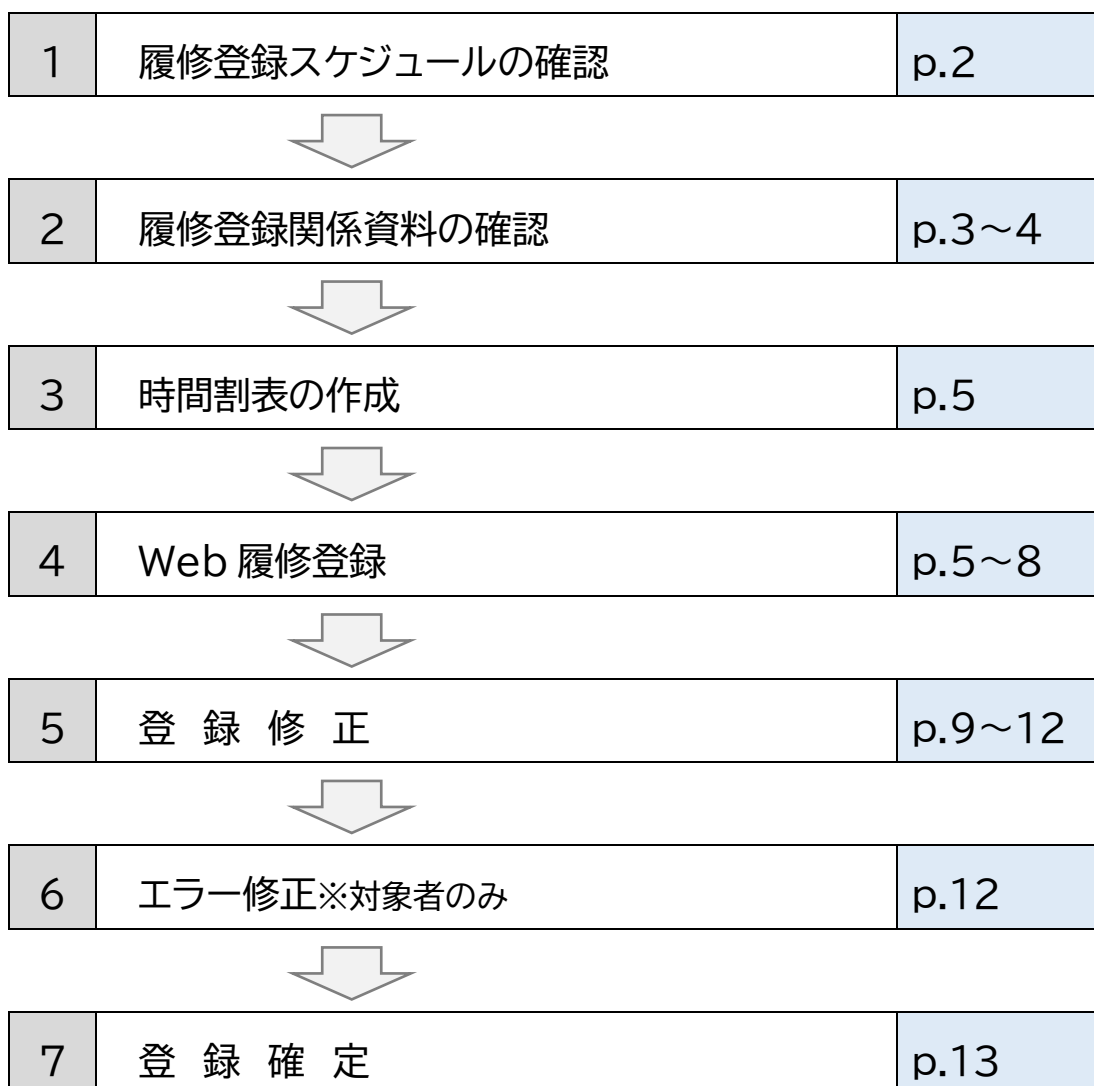 1 履修登録スケジュールの確認 p.2
2 履修登録関係資料の確認 p.3～4
3 時間割表の作成 p.5
4 Web 履修登録 p.5～8
5 登 録 修 正 p.9～12
6 エラー修正※対象者のみ p.12
7 登 録 確 定 p.13